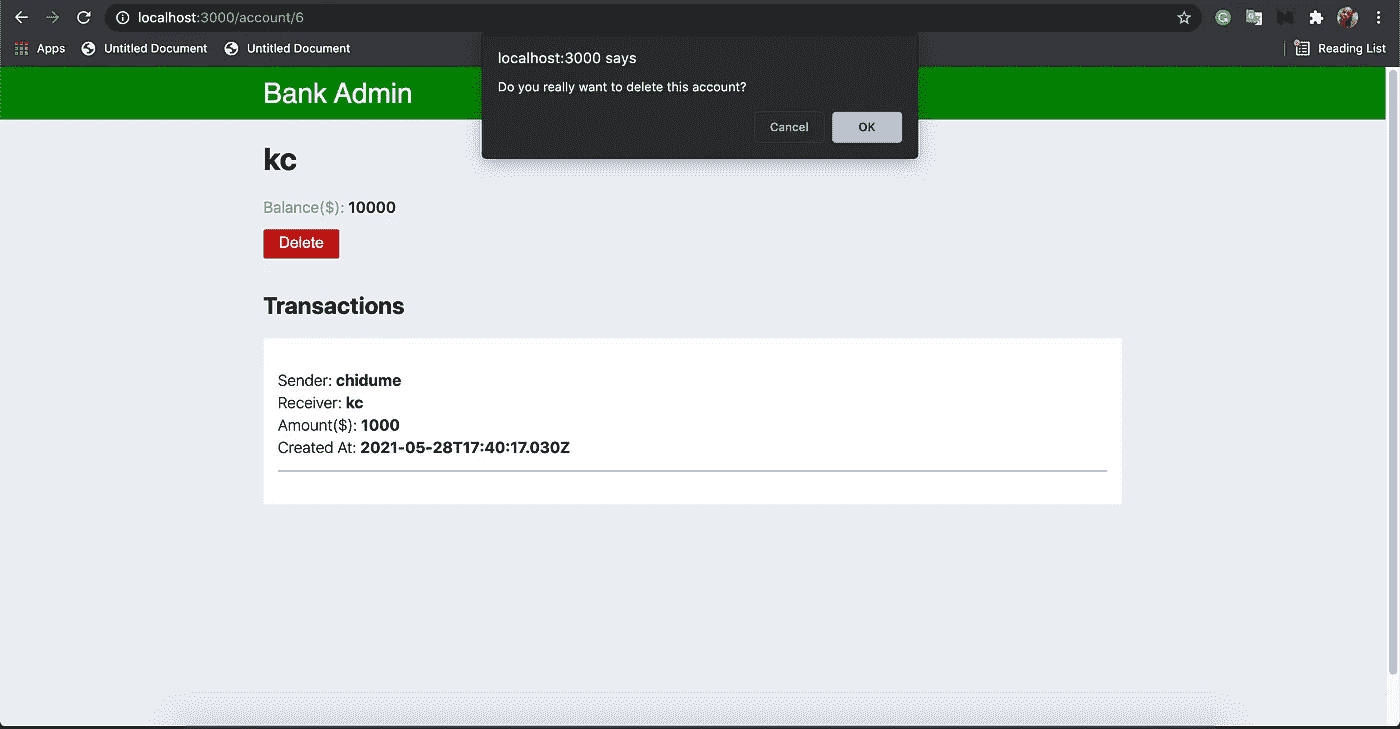 localhost:3000/account/6
Apps
Untitled Document
Untitled Document
Reading List
localhost:3000 says
Do you really want to delete this account?
Cancel
OK
Bank Admin
kc
Balance($): 10000
Delete
Transactions
Sender: chidume
Receiver: kc
Amount($): 1000
Created At: 2021-05-28T17:40:17.030Z